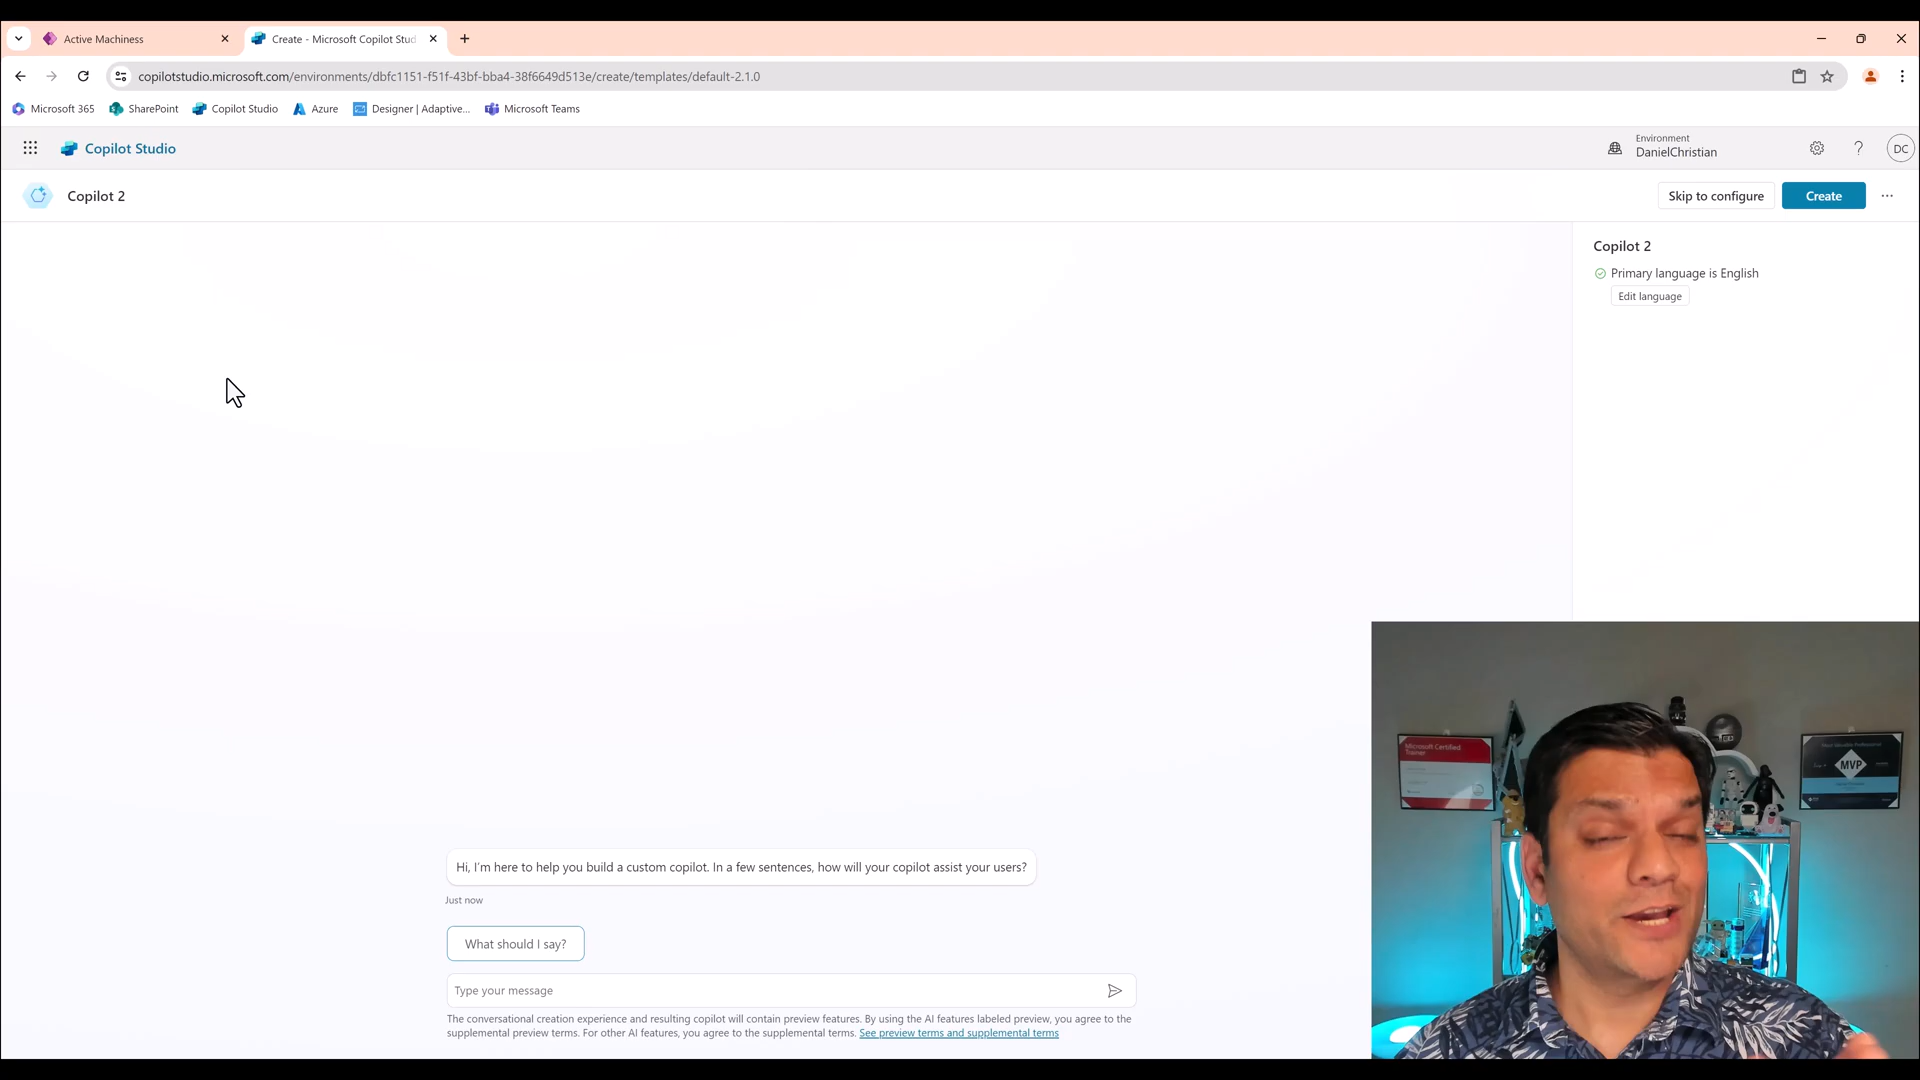 Active Machiness
Create - Microsoft Copilot Stud
copilotstudio.microsoft.com/environments/dbfc1151-f51f-43bf-bba4-38f6649d513e/create/templates/default-2.1.0
Microsoft 365
SharePoint
Copilot Studio
Azure
Designer | Adaptive...
Microsoft Teams
Copilot Studio
Environment
DanielChristian
?
DC
Copilot 2
Skip to configure
Create
...
Copilot 2
Primary language is English
Edit language
Microsoft Certified
Trainer
MVP
Hi, I'm here to help you build a custom copilot. In a few sentences, how will your copilot assist your users?
Just now
What should I say?
Type your message
The conversational creation experience and resulting copilot will contain preview features. By using the AI features labeled preview, you agree to the
supplemental preview terms. For other AI features, you agree to the supplemental terms. See preview terms and supplemental terms